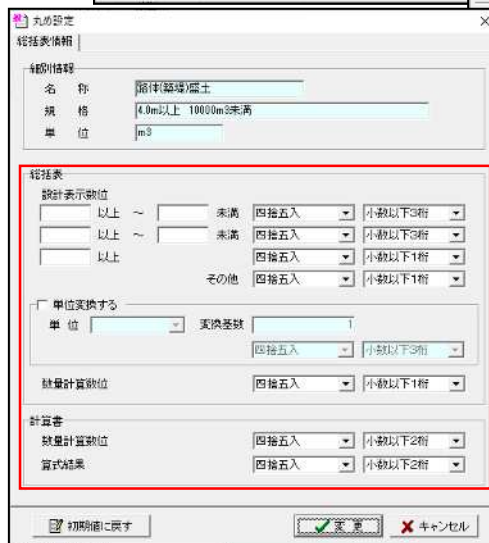 丸め設定
総括表情報
細別情報
名 称 路体(築堤)盛土
規 格 4.0m以上 10000m3未満
単 位 m3
総括表
設計表示数位
以上 ~ 未満 四捨五入 小数以下3桁
以上 ~ 未満 四捨五入 小数以下3桁
以上 四捨五入 小数以下1桁
その他 四捨五入 小数以下1桁
単位変換する
単 位 変換基数 1
四捨五入 小数以下3桁
数量計算数位 四捨五入 小数以下1桁
計算書
数量計算数位 四捨五入 小数以下2桁
算式結果 四捨五入 小数以下2桁
初期値に戻す 変 更 キャンセル